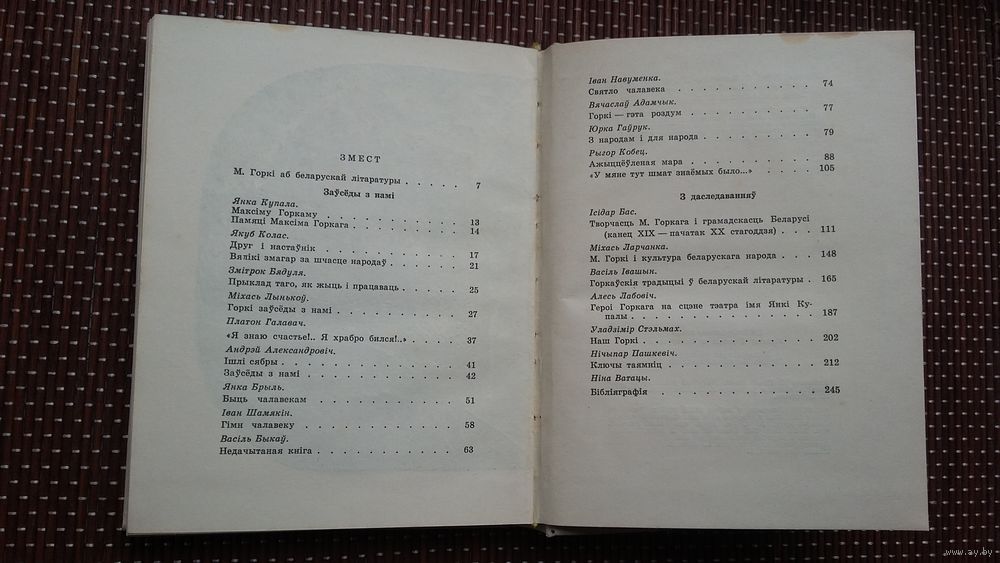 ЗМЕСТ
М. Горкі аб беларускай літаратуры . . . . . 7
Заўсёды з намі
Янка Купала.
Максіму Горкаму . . . . . . . . . . . 13
Памяці Максіма Горкага . . . . . . . . . 14
Якуб Колас.
Друг і настаўнік . . . . . . . . . . . 17
Вялікі змагар за шчасце народаў . . . . . . 21
Змітрок Бядуля.
Прыклад таго, як жыць і працаваць . . . . . 25
Міхась Лынькоў.
Горкі заўсёды з намі . . . . . . . . . . 27
Платон Галавач.
«Я знаю счастье!.. Я храбро бился!..» . . . . . 37
Андрэй Александровіч.
Ішлі сябры . . . . . . . . . . . . . 41
Заўсёды з намі . . . . . . . . . . . . 42
Янка Брыль.
Быць чалавекам . . . . . . . . . . . 51
Іван Шамякін.
Гімн чалавеку . . . . . . . . . . . . 58
Васіль Быкаў.
Недачытаная кніга . . . . . . . . . . . 63
Іван Навуменка.
Святло чалавека . . . . . . . . . . . 74
Вячаслаў Адамчык.
Горкі — гэта роздум . . . . . . . . . . 77
Юрка Гаўрук.
З народам і для народа . . . . . . . . . 79
Рыгор Кобец.
Ажыццёўленая мара . . . . . . . . . . 88
«У мяне тут шмат знаёмых было...» . . . . . . 105
З даследаванняў
Ісідар Бас.
Творчасць М. Горкага і грамадскасць Беларусі
(канец XIX — пачатак XX стагоддзя) . . . 111
Міхась Ларчанка.
М. Горкі і культура беларускага народа . . . 148
Васіль Івашын.
Горкаўскія традыцыі ў беларускай літаратуры . 165
Алесь Лабовіч.
Героі Горкага на сцэне тэатра імя Янкі Ку-
палы . . . . . . . . . . . . . . 187
Уладзімір Стэльмах.
Наш Горкі . . . . . . . . . . . . . 202
Нічыпар Пашкевіч.
Ключы таямніц . . . . . . . . . . . . 212
Ніна Ватацы.
Бібліяграфія . . . . . . . . . . . . 245
www.ay.by